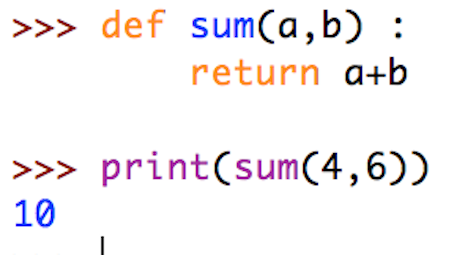 >>> def sum(a,b) :
return a+b
>>> print(sum(4,6))
10